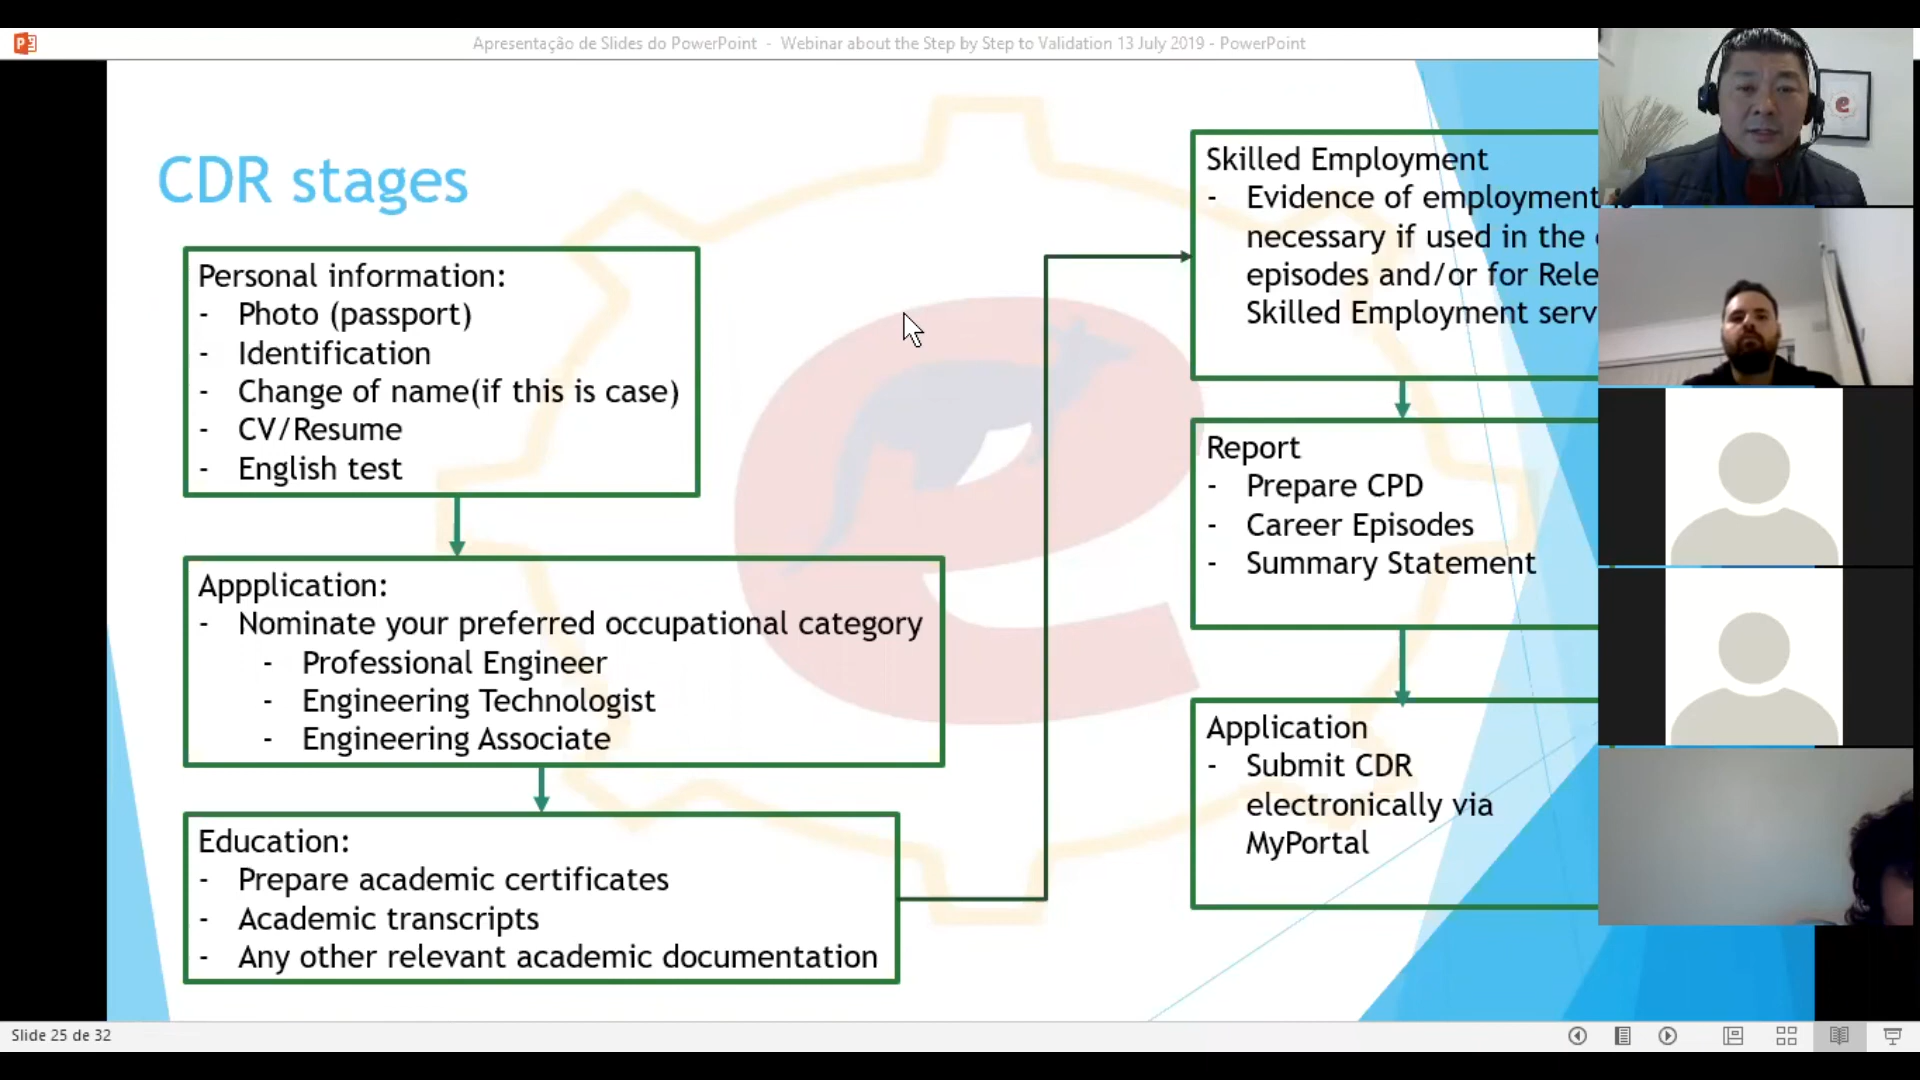 Apresentação de Slides do PowerPoint - Webinar about the Step by Step to Validation 13 July 2019 - PowerPoint
CDR stages
Personal information:
- Photo (passport)
- Identification
- Change of name(if this is case)
- CV/Resume
- English test
Appplication:
- Nominate your preferred occupational category
- Professional Engineer
- Engineering Technologist
- Engineering Associate
Education:
- Prepare academic certificates
- Academic transcripts
- Any other relevant academic documentation
Skilled Employment
- Evidence of employment
necessary if used in the
episodes and/or for
Skilled Employment
Report
- Prepare CPD
- Career Episodes
- Summary Statement
Application
- Submit CDR
electronically via
MyPortal
Slide 25 de 32